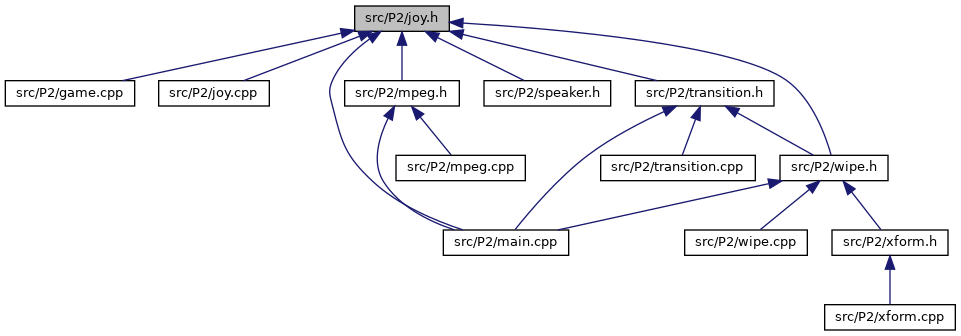 src/P2/joy.h
src/P2/game.cpp
src/P2/joy.cpp
src/P2/mpeg.h
src/P2/speaker.h
src/P2/transition.h
src/P2/mpeg.cpp
src/P2/transition.cpp
src/P2/wipe.h
src/P2/main.cpp
src/P2/wipe.cpp
src/P2/xform.h
src/P2/xform.cpp